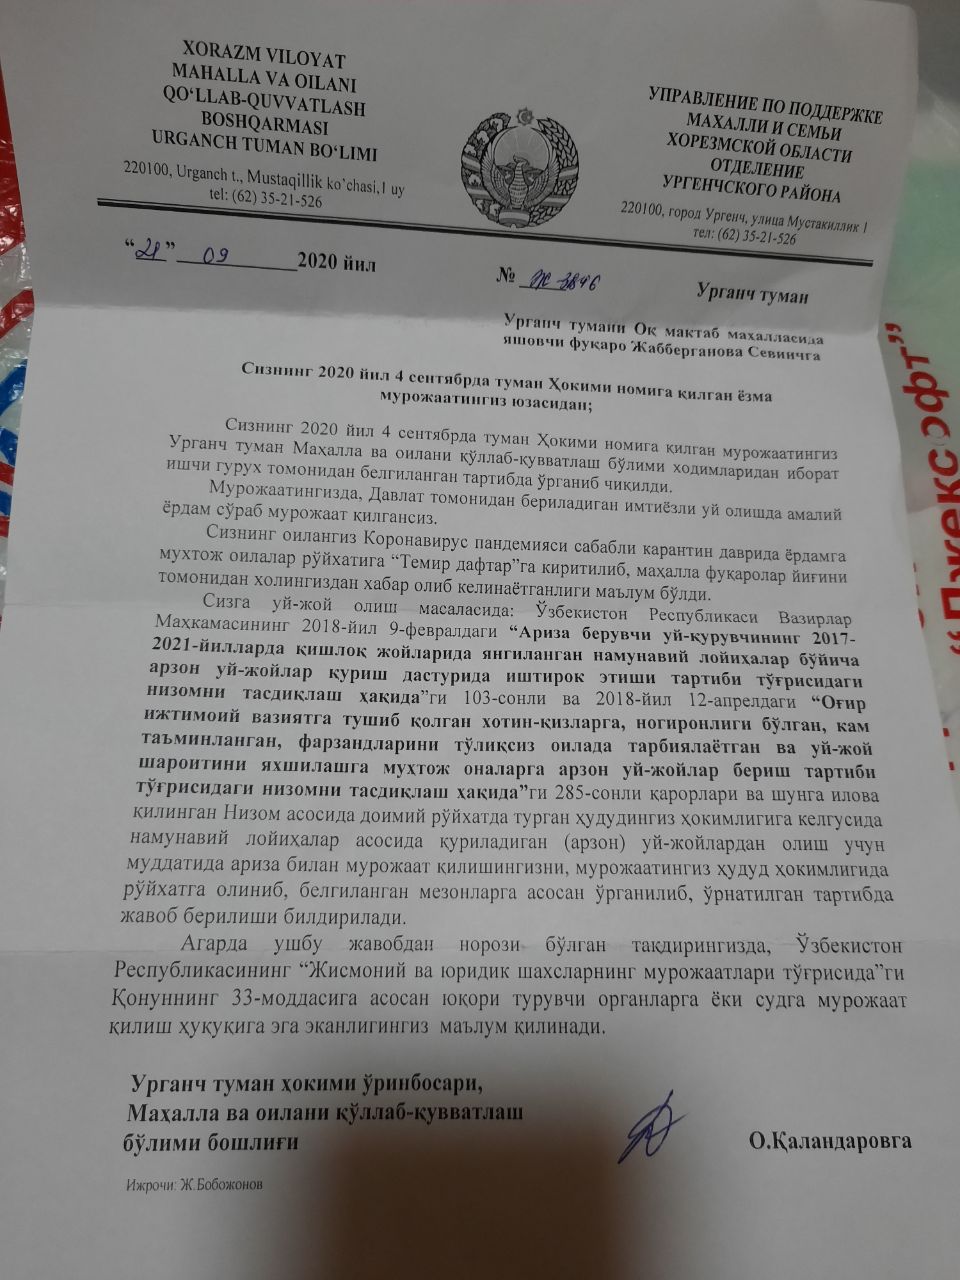 XORAZM VILOYAT
MAHALLA VA OILANI
QO‘LLAB-QUVVATLASH
BOSHQARMASI
URGANCH TUMAN BO‘LIMI
220100, Urganch t., Mustaqillik ko’chasi,1 uy
tel: (62) 35-21-526
УПРАВЛЕНИЕ ПО ПОДДЕРЖКЕ
МАХАЛЛИ И СЕМЬИ
ХОРЕЗМСКОЙ ОБЛАСТИ
ОТДЕЛЕНИЕ
УРГЕНЧСКОГО РАЙОНА
220100, город Ургенч, улица Мустакиллик 1
тел: (62) 35-21-526
“21” 09 2020 йил
№
Урганч туман
Урганч тумани Оқ мактаб маҳалласида
яшовчи фуқаро Жабберганова Севинчга
Сизнинг 2020 йил 4 сентябрда туман Ҳокими номига қилган ёзма
мурожаатингиз юзасидан;
Сизнинг 2020 йил 4 сентябрда туман Ҳокими номига қилган мурожаатингиз
Урганч туман Маҳалла ва оилани қўллаб-қувватлаш бўлими ходимларидан иборат
ишчи гурух томонидан белгиланган тартибда ўрганиб чиқилди.
Мурожаатингизда, Давлат томонидан бериладиган имтиёзли уй олишда амалий
ёрдам сўраб мурожаат қилгансиз.
Сизнинг оилангиз Коронавирус пандемияси сабабли карантин даврида ёрдамга
мухтож оилалар рўйхатига “Темир дафтар”га киритилиб, маҳалла фуқаролар йиғини
томонидан холингиздан хабар олиб келинаётганлиги маълум бўлди.
Сизга уй-жой олиш масаласида: Ўзбекистон Республикаси Вазирлар
Маҳкамасининг 2018-йил 9-февралдаги “Ариза берувчи уй-қурувчининг 2017-
2021-йилларда қишлоқ жойларида янгиланган намунавий лойиҳалар бўйича
арзон уй-жойлар қуриш дастурида иштирок этиши тартиби тўғрисидаги
низомни тасдиқлаш ҳақида”ги 103-сонли ва 2018-йил 12-апрелдаги “Оғир
ижтимоий вазиятга тушиб қолган хотин-қизларга, ногиронлиги бўлган, кам
таъминланган, фарзандларини тўлиқсиз оилада тарбиялаётган ва уй-жой
шароитини яхшилашга муҳтож оналарга арзон уй-жойлар бериш тартиби
тўғрисидаги низомни тасдиқлаш ҳақида”ги 285-сонли қарорлари ва шунга илова
қилинган Низом асосида доимий рўйхатда турган ҳудудингиз ҳокимлигига келгусида
намунавий лойиҳалар асосида қуриладиган (арзон) уй-жойлардан олиш учун
муддатида ариза билан мурожаат қилишингизни, мурожаатингиз ҳудуд ҳокимлигида
рўйхатга олиниб, белгиланган мезонларга асосан ўрганилиб, ўрнатилган тартибда
жавоб берилиши билдирилади.
Агарда ушбу жавобдан норози бўлган тақдирингизда, Ўзбекистон
Республикасининг “Жисмоний ва юридик шахсларнинг мурожаатлари тўғрисида”ги
Қонуннинг 33-моддасига асосан юқори турувчи органларга ёки судга мурожаат
қилиш ҳуқуқига эга эканлигингиз маълум қилинади.
Урганч туман ҳокими ўринбосари,
Маҳалла ва оилани қўллаб-қувватлаш
бўлими бошлиғи
О.Қаландаровга
Ижрочи: Ж.Бобожонов